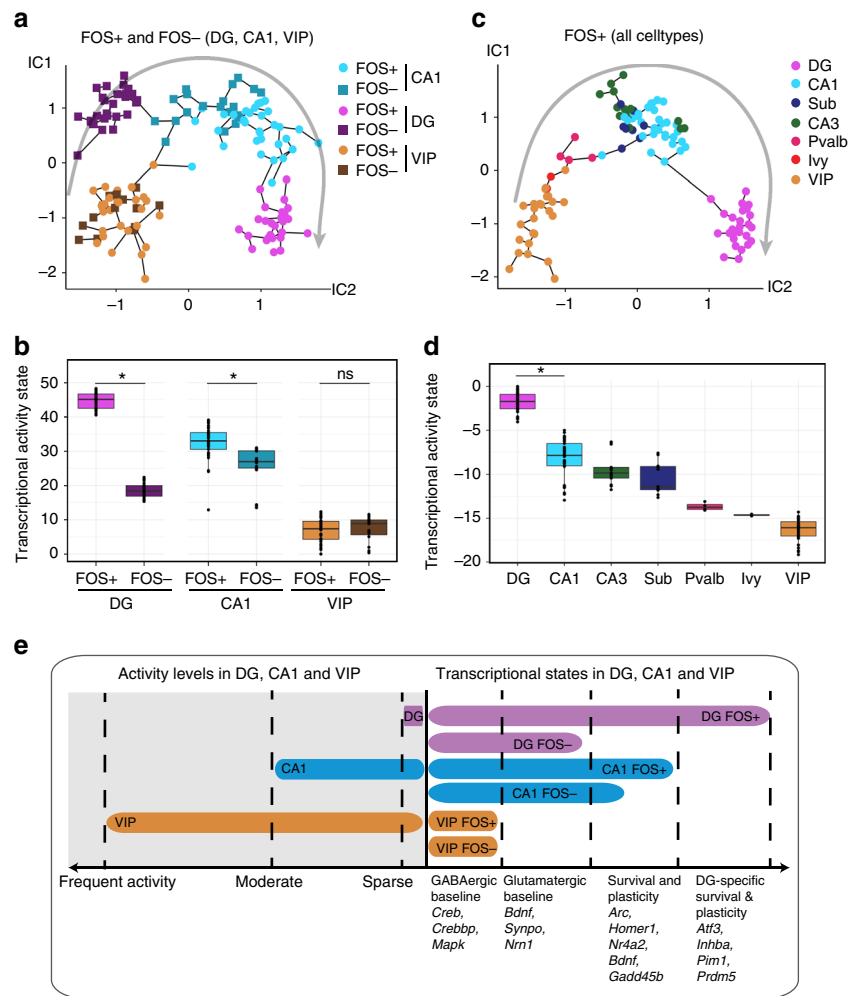 a
FOS+ and FOS− (DG, CA1, VIP)
IC1
1
0
−1
−2
−1
0
1
IC2
FOS+
FOS−
CA1
FOS+
FOS−
DG
FOS+
FOS−
VIP
c
FOS+ (all celltypes)
IC1
1
0
−1
−2
−1
0
1
IC2
DG
CA1
Sub
CA3
Pvalb
Ivy
VIP
b
Transcriptional activity state
50
40
30
20
10
0
*
*
ns
FOS+ FOS−
DG
FOS+ FOS−
CA1
FOS+ FOS−
VIP
d
Transcriptional activity state
0
−5
−10
−15
−20
*
DG CA1 CA3 Sub Pvalb Ivy VIP
e
Activity levels in DG, CA1 and VIP
Transcriptional states in DG, CA1 and VIP
DG
DG FOS+
DG FOS−
CA1
CA1 FOS+
CA1 FOS−
VIP
VIP FOS+
VIP FOS−
Frequent activity
Moderate
Sparse
GABAergic
baseline
Creb,
Crebbp,
Mapk
Glutamatergic
baseline
Bdnf,
Synpo,
Nrn1
Survival and
plasticity
Arc,
Homer1,
Nr4a2,
Bdnf,
Gadd45b
DG-specific
survival &
plasticity
Atf3,
Inhba,
Pim1,
Prdm5